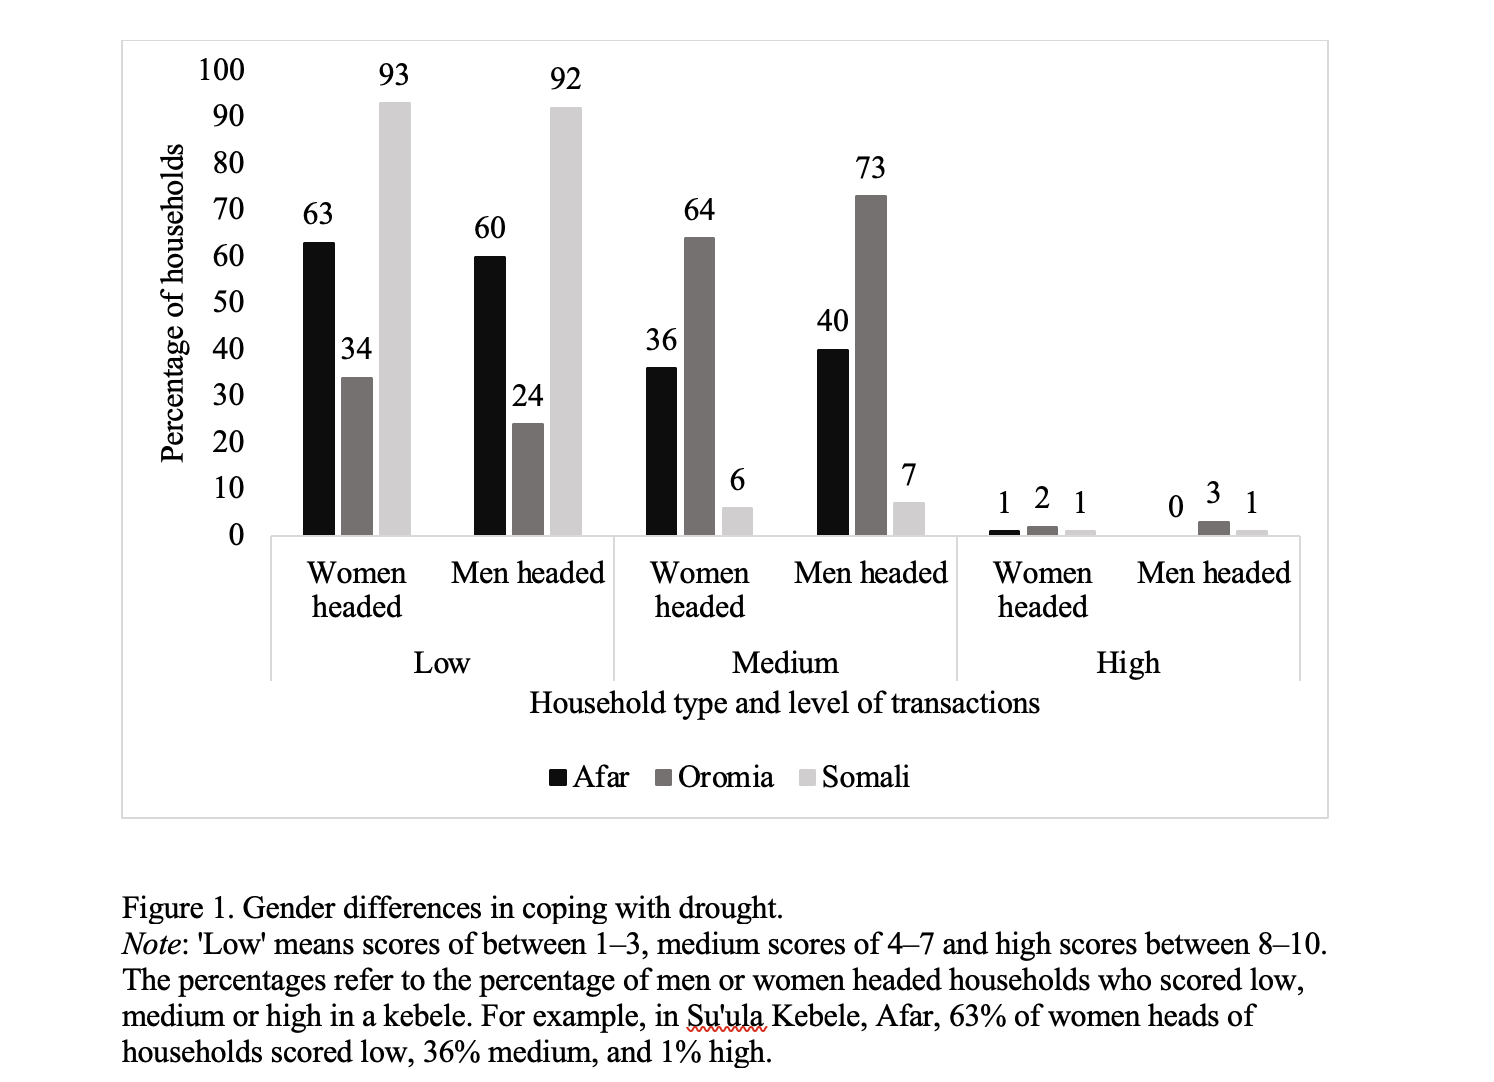 100
90
80
70
60
50
40
30
20
10
0
Percentage of households
63
34
93
60
24
92
36
64
6
40
73
7
1
2
1
0
3
1
Women headed
Men headed
Women headed
Men headed
Women headed
Men headed
Low
Medium
High
Household type and level of transactions
Afar Oromia Somali
Figure 1. Gender differences in coping with drought.
Note: 'Low' means scores of between 1–3, medium scores of 4–7 and high scores between 8–10.
The percentages refer to the percentage of men or women headed households who scored low,
medium or high in a kebele. For example, in Su'ula Kebele, Afar, 63% of women heads of
households scored low, 36% medium, and 1% high.